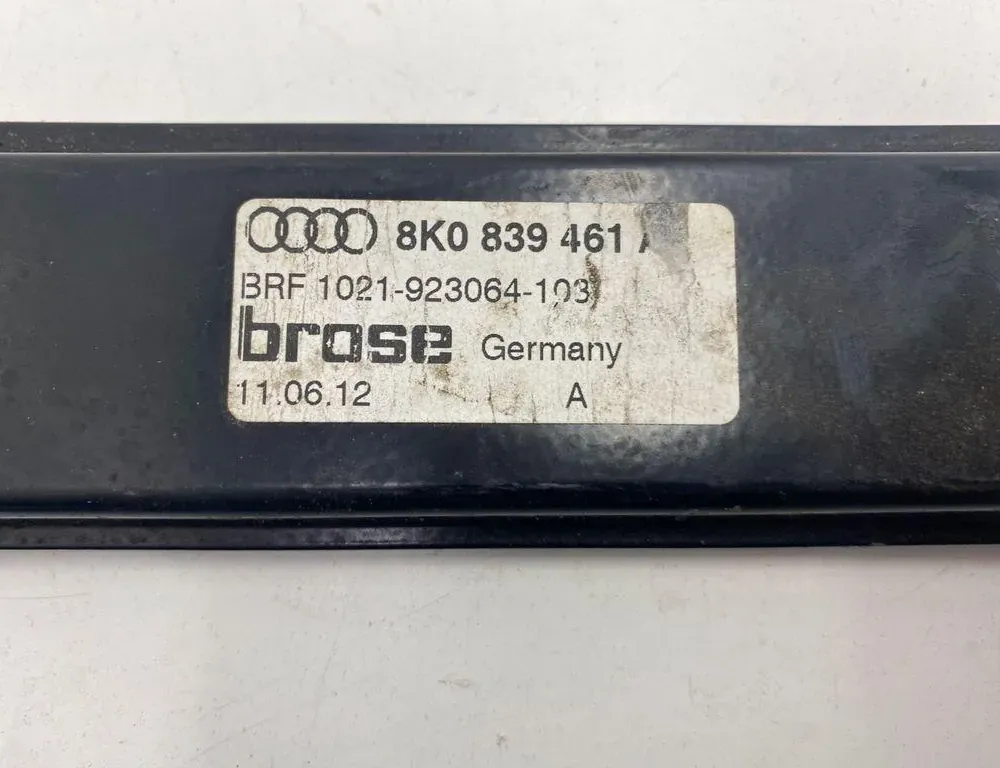 8K0 839 461
BRF 1021-923064-103
brose Germany
11.06.12 A